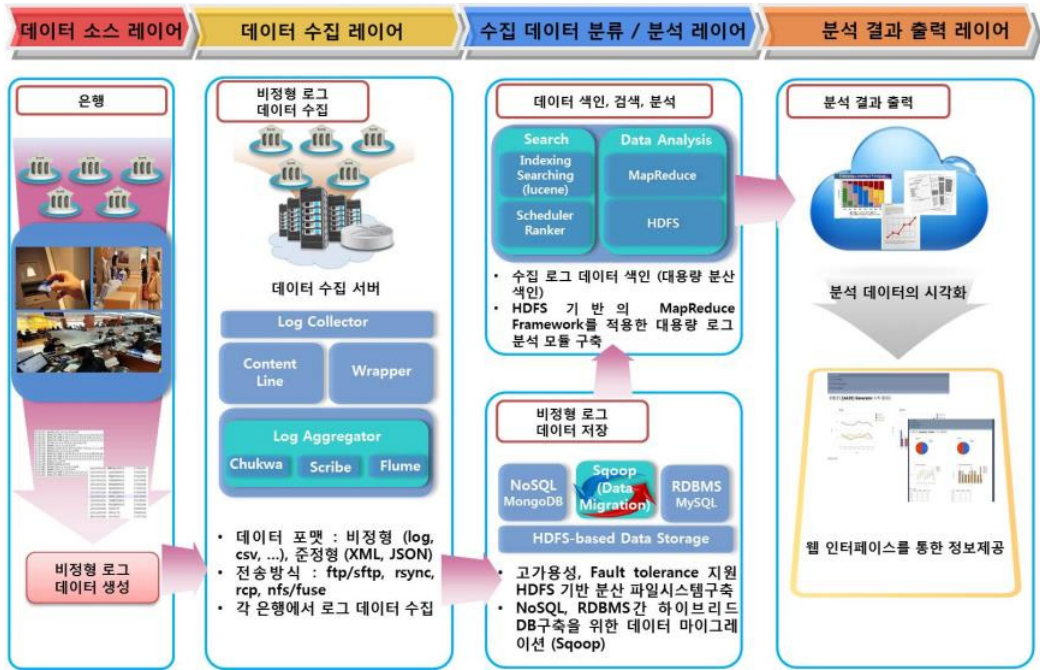 데이터 소스 레이어
데이터 수집 레이어
수집 데이터 분류 / 분석 레이어
분석 결과 출력 레이어
은행
비정형 로그
데이터 생성
비정형 로그
데이터 수집
데이터 수집 서버
Log Collector
Content
Line
Wrapper
Log Aggregator
Chukwa
Scribe
Flume
• 데이터 포맷 : 비정형 (log,
csv, ...), 준정형 (XML, JSON)
• 전송방식 : ftp/sftp, rsync,
rcp, nfs/fuse
• 각 은행에서 로그 데이터 수집
데이터 색인, 검색, 분석
Search
Indexing
Searching
(lucene)
Scheduler
Ranker
Data Analysis
MapReduce
HDFS
• 수집 로그 데이터 색인 (대용량 분산
색인)
• HDFS 기반의 MapReduce
Framework를 적용한 대용량 로그
분석 모듈 구축
비정형 로그
데이터 저장
NoSQL
MongoDB
Sqoop
(Data
Migration)
RDBMS
MySQL
HDFS-based Data Storage
• 고가용성, Fault tolerance 지원
HDFS 기반 분산 파일시스템구축
• NoSQL, RDBMS간 하이브리드
DB구축을 위한 데이터 마이그레
이션 (Sqoop)
분석 결과 출력
분석 데이터의 시각화
웹 인터페이스를 통한 정보제공